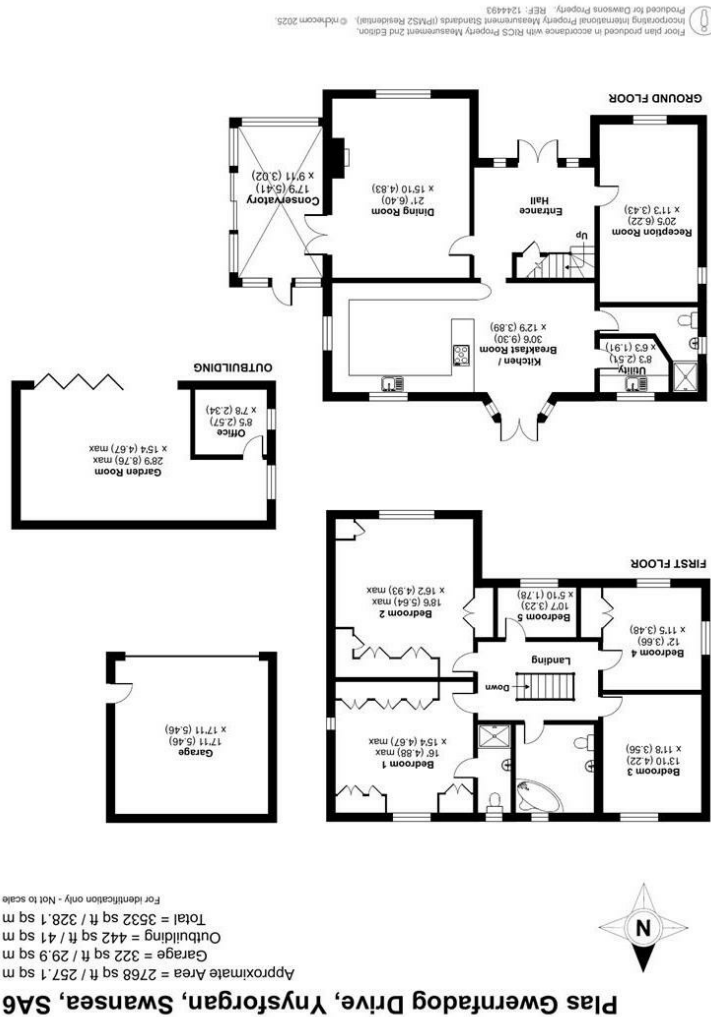 Plas Gwernfadog Drive, Ynysforgan, Swansea, SA6
Approximate Area = 2768 sq ft / 257.1 sq m
Garage = 322 sq ft / 29.9 sq m
Outbuilding = 442 sq ft / 41 sq m
Total = 3532 sq ft / 328.1 sq m
For identification only - Not to scale
N
Bedroom 3
13'10 (4.22)
x 11'8 (3.56)
Bedroom 1
16' (4.88) max
x 15'4 (4.67) max
Garage
17'11 (5.46)
x 17'11 (5.46)
Down
Landing
Bedroom 4
12' (3.66)
x 11'5 (3.48)
Bedroom 5
10'7 (3.23)
x 5'10 (1.78)
Bedroom 2
18'6 (5.64) max
x 16'2 (4.93) max
FIRST FLOOR
Utility
8'3 (2.51)
x 6'3 (1.91)
Kitchen /
Breakfast Room
30'6 (9.30)
x 12'9 (3.89)
Garden Room
28'9 (8.76) max
x 15'4 (4.67) max
Office
8'5 (2.57)
x 7'8 (2.34)
OUTBUILDING
Up
Reception Room
20'5 (6.22)
x 11'3 (3.43)
Entrance
Hall
Dining Room
21' (6.40)
x 15'10 (4.83)
Conservatory
17'9 (5.41)
x 9'11 (3.02)
GROUND FLOOR
Floor plan produced in accordance with RICS Property Measurement 2nd Edition,
Incorporating International Property Measurement Standards (IPMS2 Residential). © nichecom 2025.
Produced for Dawsons Property. REF: 1244493